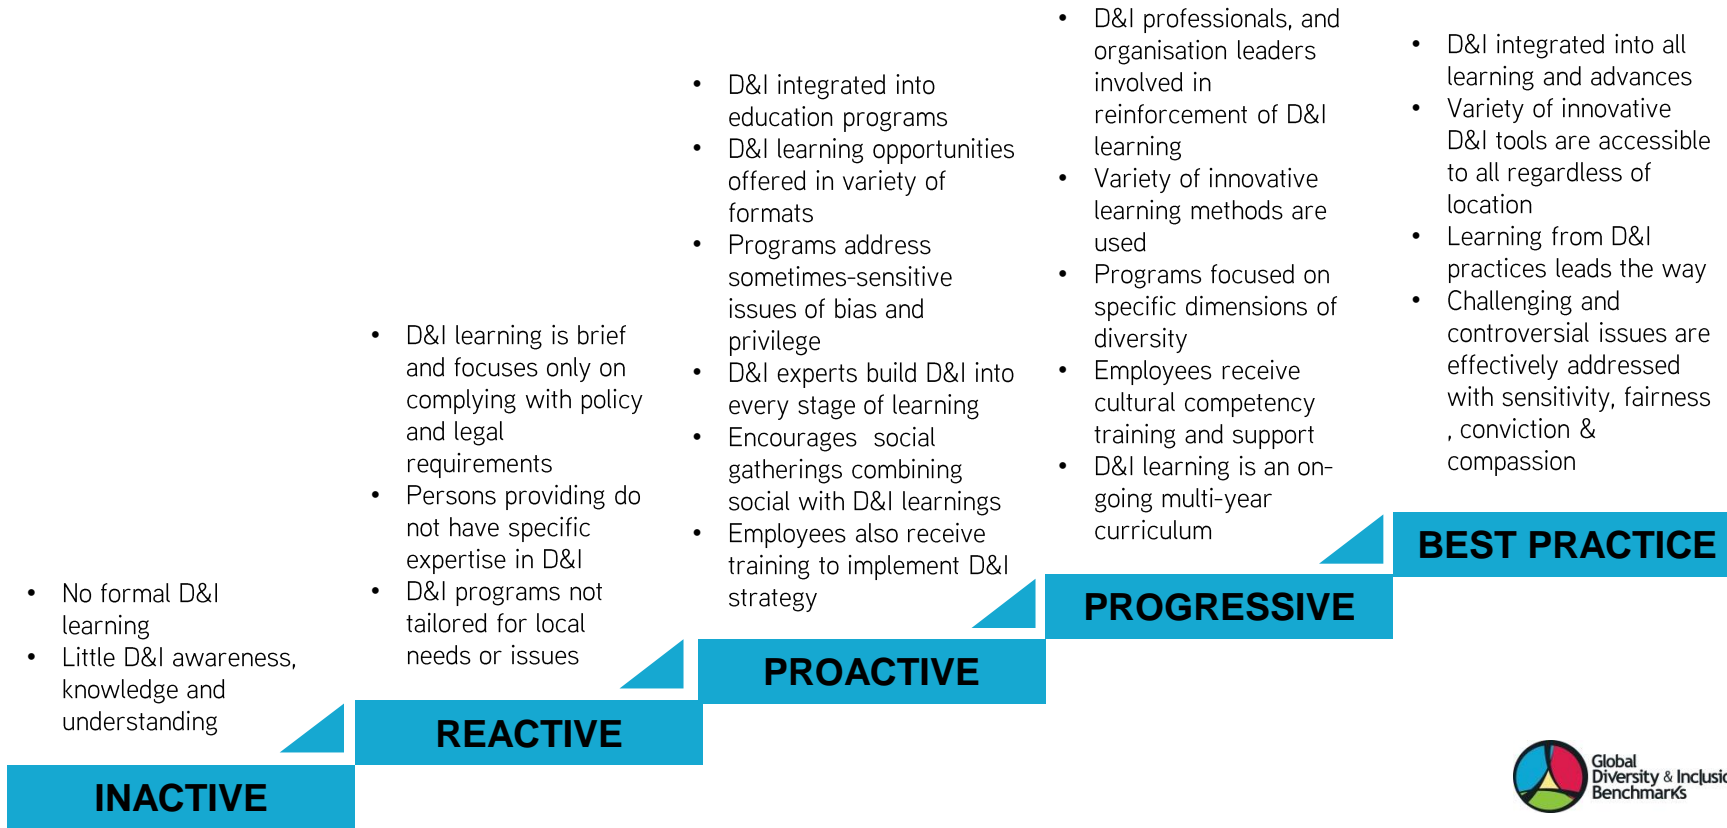 • No formal D&I
learning
• Little D&I awareness,
knowledge and
understanding
INACTIVE
• D&I learning is brief
and focuses only on
complying with policy
and legal
requirements
• Persons providing do
not have specific
expertise in D&I
• D&I programs not
tailored for local
needs or issues
REACTIVE
• D&I integrated into
education programs
• D&I learning opportunities
offered in variety of
formats
• Programs address
sometimes-sensitive
issues of bias and
privilege
• D&I experts build D&I into
every stage of learning
• Encourages social
gatherings combining
social with D&I learnings
• Employees also receive
training to implement D&I
strategy
PROACTIVE
• D&I professionals, and
organisation leaders
involved in
reinforcement of D&I
learning
• Variety of innovative
learning methods are
used
• Programs focused on
specific dimensions of
diversity
• Employees receive
cultural competency
training and support
• D&I learning is an on-
going multi-year
curriculum
PROGRESSIVE
• D&I integrated into all
learning and advances
• Variety of innovative
D&I tools are accessible
to all regardless of
location
• Learning from D&I
practices leads the way
• Challenging and
controversial issues are
effectively addressed
with sensitivity, fairness
, conviction &
compassion
BEST PRACTICE
Global
Diversity & Inclusio
Benchmarks